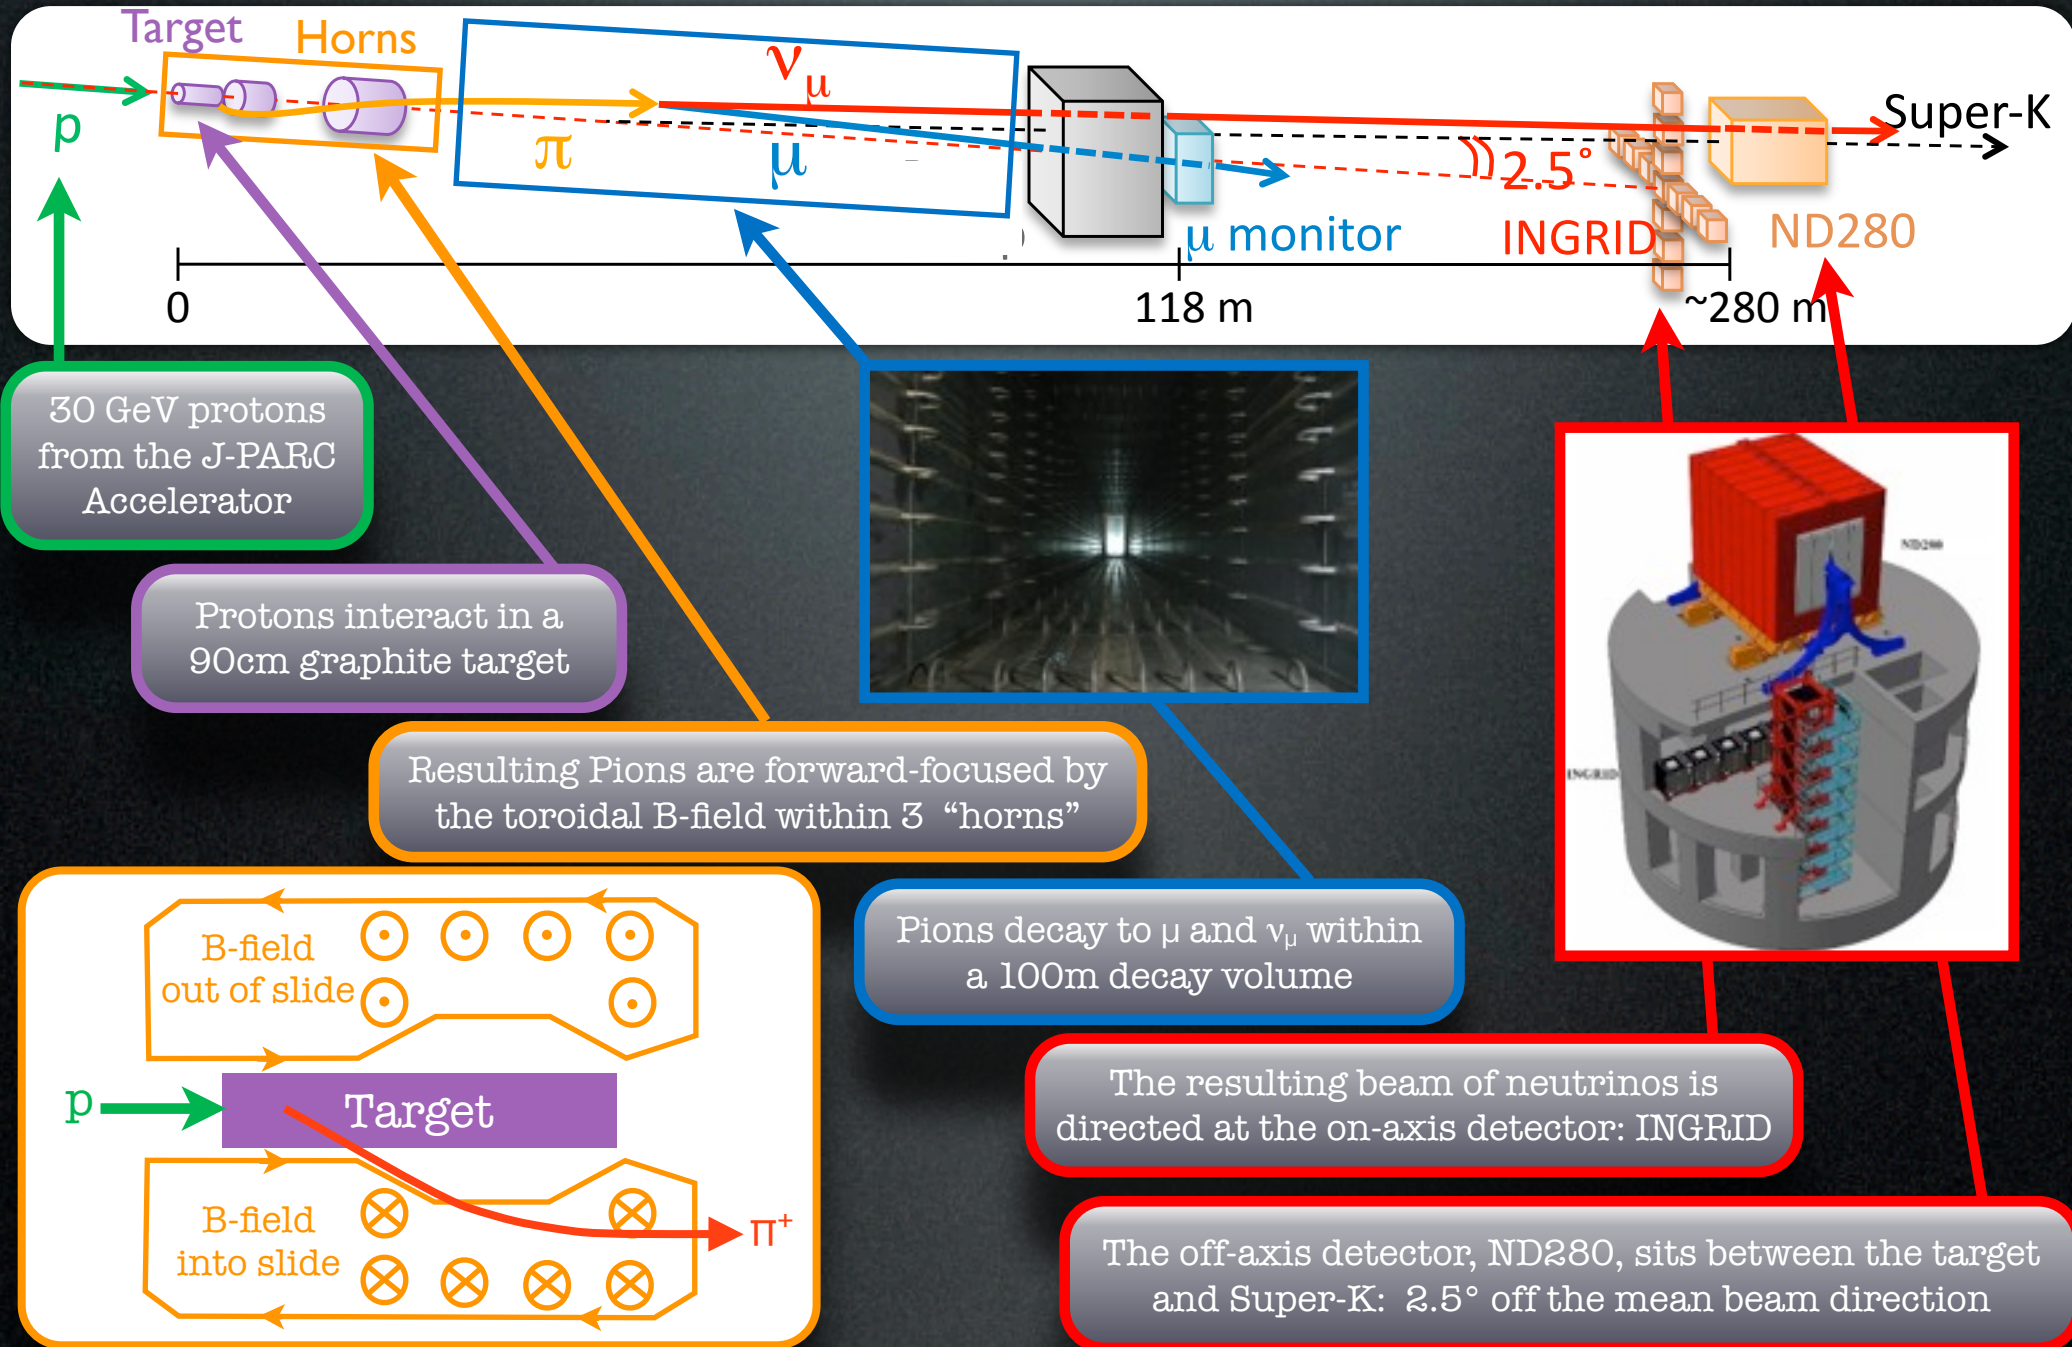 Target
Horns
p
π
νμ
μ
μ monitor
2.5°
INGRID
ND280
Super-K
0
118 m
~280 m
30 GeV protons
from the J-PARC
Accelerator
Protons interact in a
90cm graphite target
Resulting Pions are forward-focused by
the toroidal B-field within 3 “horns”
ND280
INGRID
B-field
out of slide
p
Target
B-field
into slide
π⁺
Pions decay to μ and νμ within
a 100m decay volume
The resulting beam of neutrinos is
directed at the on-axis detector: INGRID
The off-axis detector, ND280, sits between the target
and Super-K: 2.5° off the mean beam direction